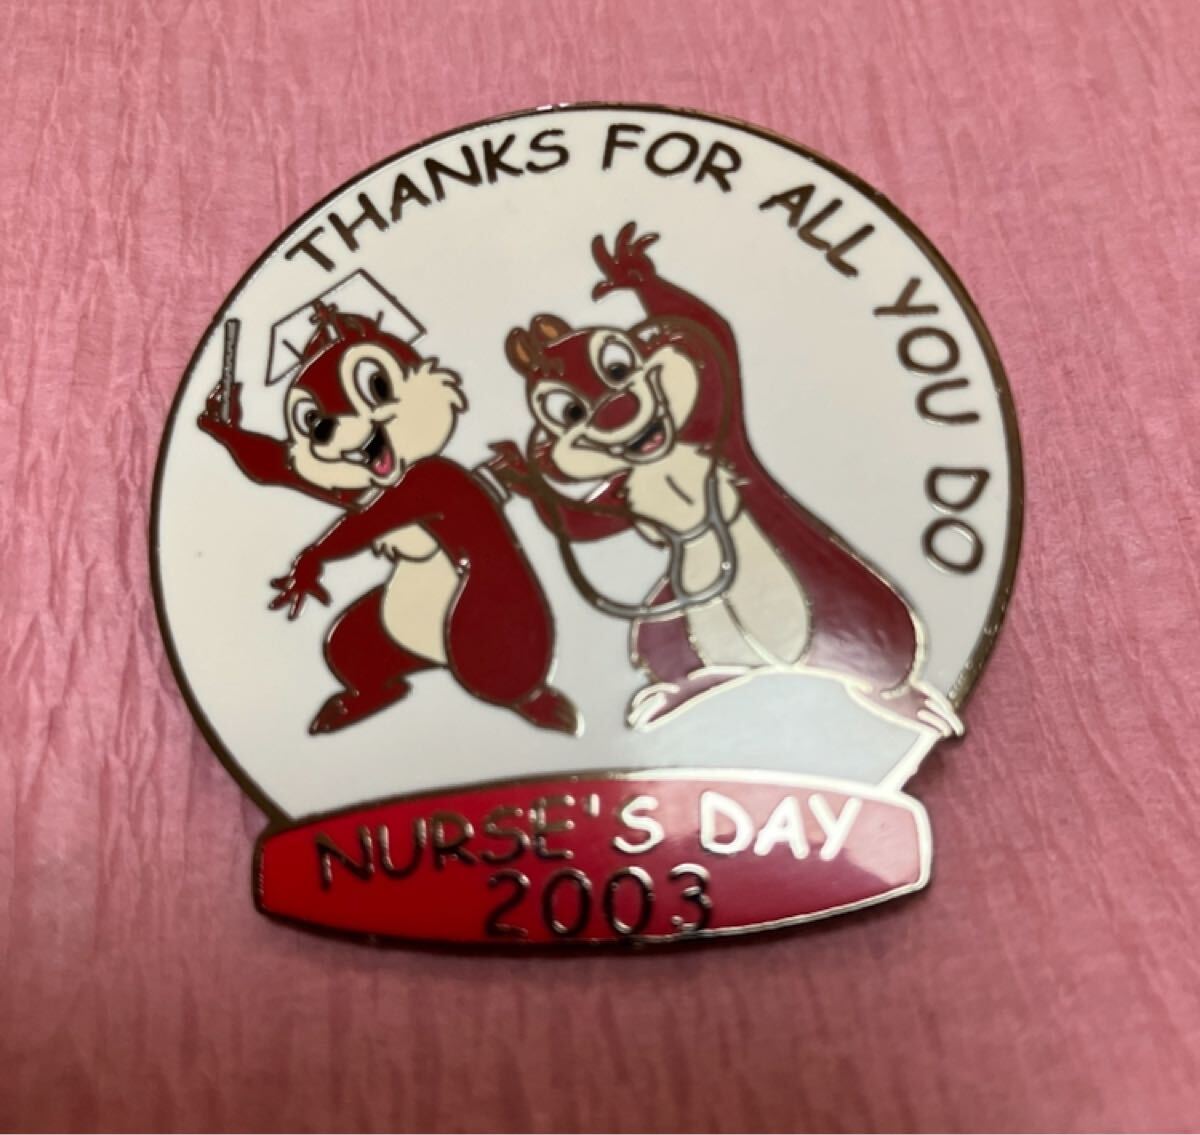 THANKS FOR ALL YOU DO
NURSE'S DAY
2003